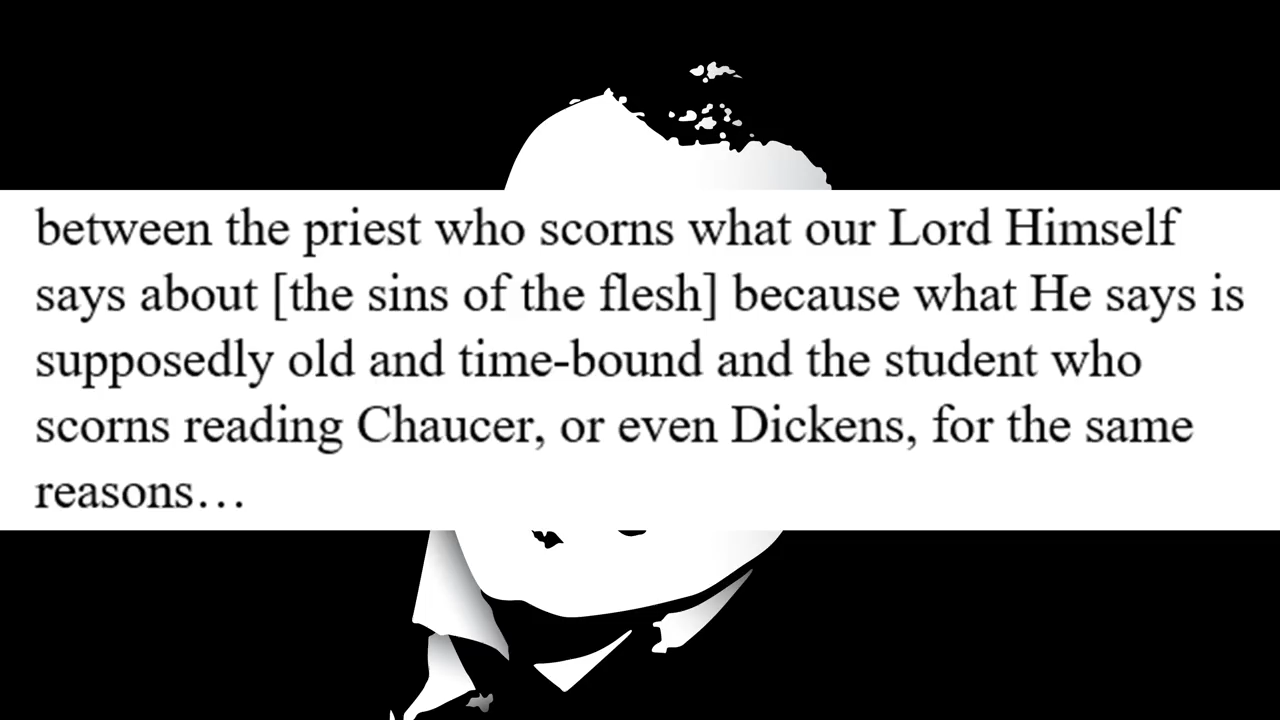 between the priest who scorns what our Lord Himself
says about [the sins of the flesh] because what He says is
supposedly old and time-bound and the student who
scorns reading Chaucer, or even Dickens, for the same
reasons…